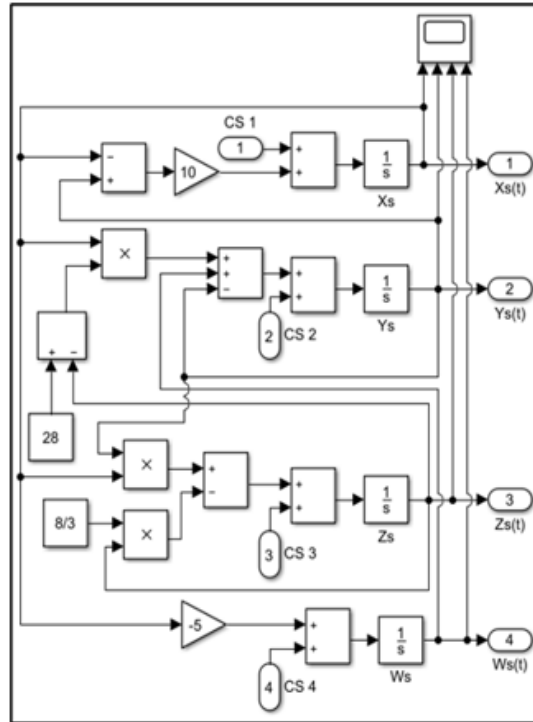 CS 1
1
−
+
10
+
+
1
s
Xs
1
Xs(t)
×
+
+
−
+
+
1
s
Ys
2
Ys(t)
2
CS 2
+
−
28
×
+
−
+
+
1
s
Zs
3
Zs(t)
8/3
×
3
CS 3
-5
+
+
1
s
Ws
4
Ws(t)
4
CS 4